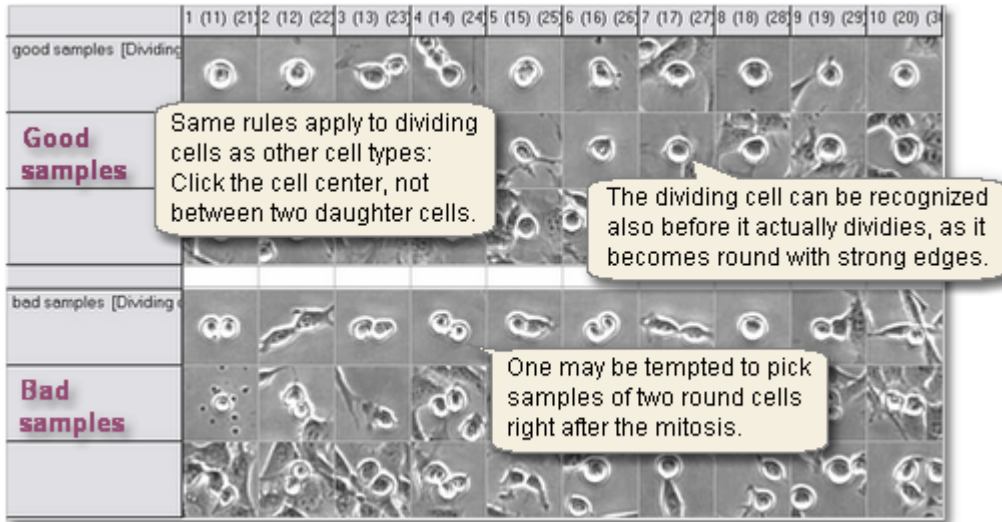 1 (11) (21) 2 (12) (22) 3 (13) (23) 4 (14) (24) 5 (15) (25) 6 (16) (26) 7 (17) (27) 8 (18) (28) 9 (19) (29) 10 (20) (3
good samples [Dividing
Good
samples
Same rules apply to dividing
cells as other cell types:
Click the cell center, not
between two daughter cells.
The dividing cell can be recognized
also before it actually dividies, as it
becomes round with strong edges.
bad samples [Dividing
Bad
samples
One may be tempted to pick
samples of two round cells
right after the mitosis.